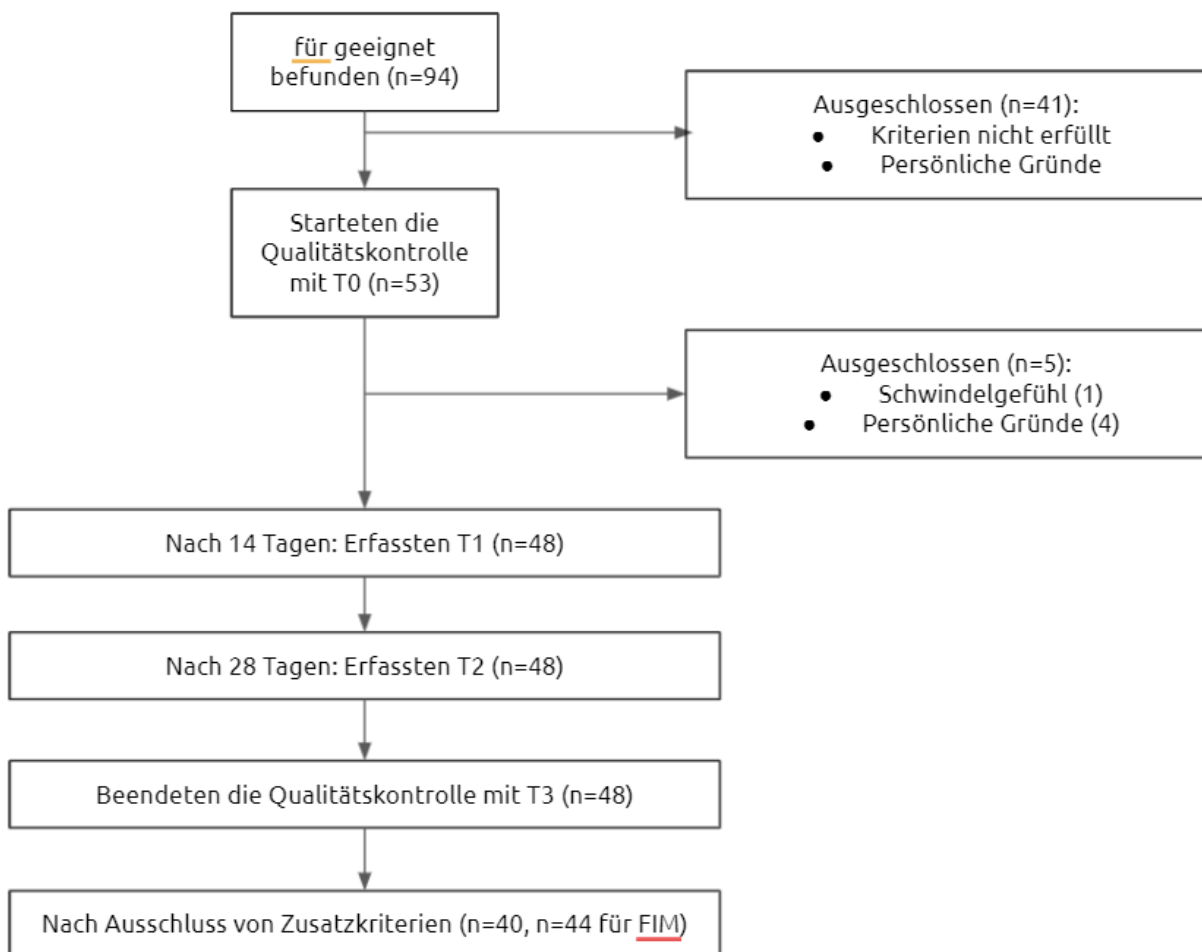 für geeignet
befunden (n=94)
Ausgeschlossen (n=41):
● Kriterien nicht erfüllt
● Persönliche Gründe
Starteten die
Qualitätskontrolle
mit T0 (n=53)
Ausgeschlossen (n=5):
● Schwindelgefühl (1)
● Persönliche Gründe (4)
Nach 14 Tagen: Erfassten T1 (n=48)
Nach 28 Tagen: Erfassten T2 (n=48)
Beendeten die Qualitätskontrolle mit T3 (n=48)
Nach Ausschluss von Zusatzkriterien (n=40, n=44 für FIM)